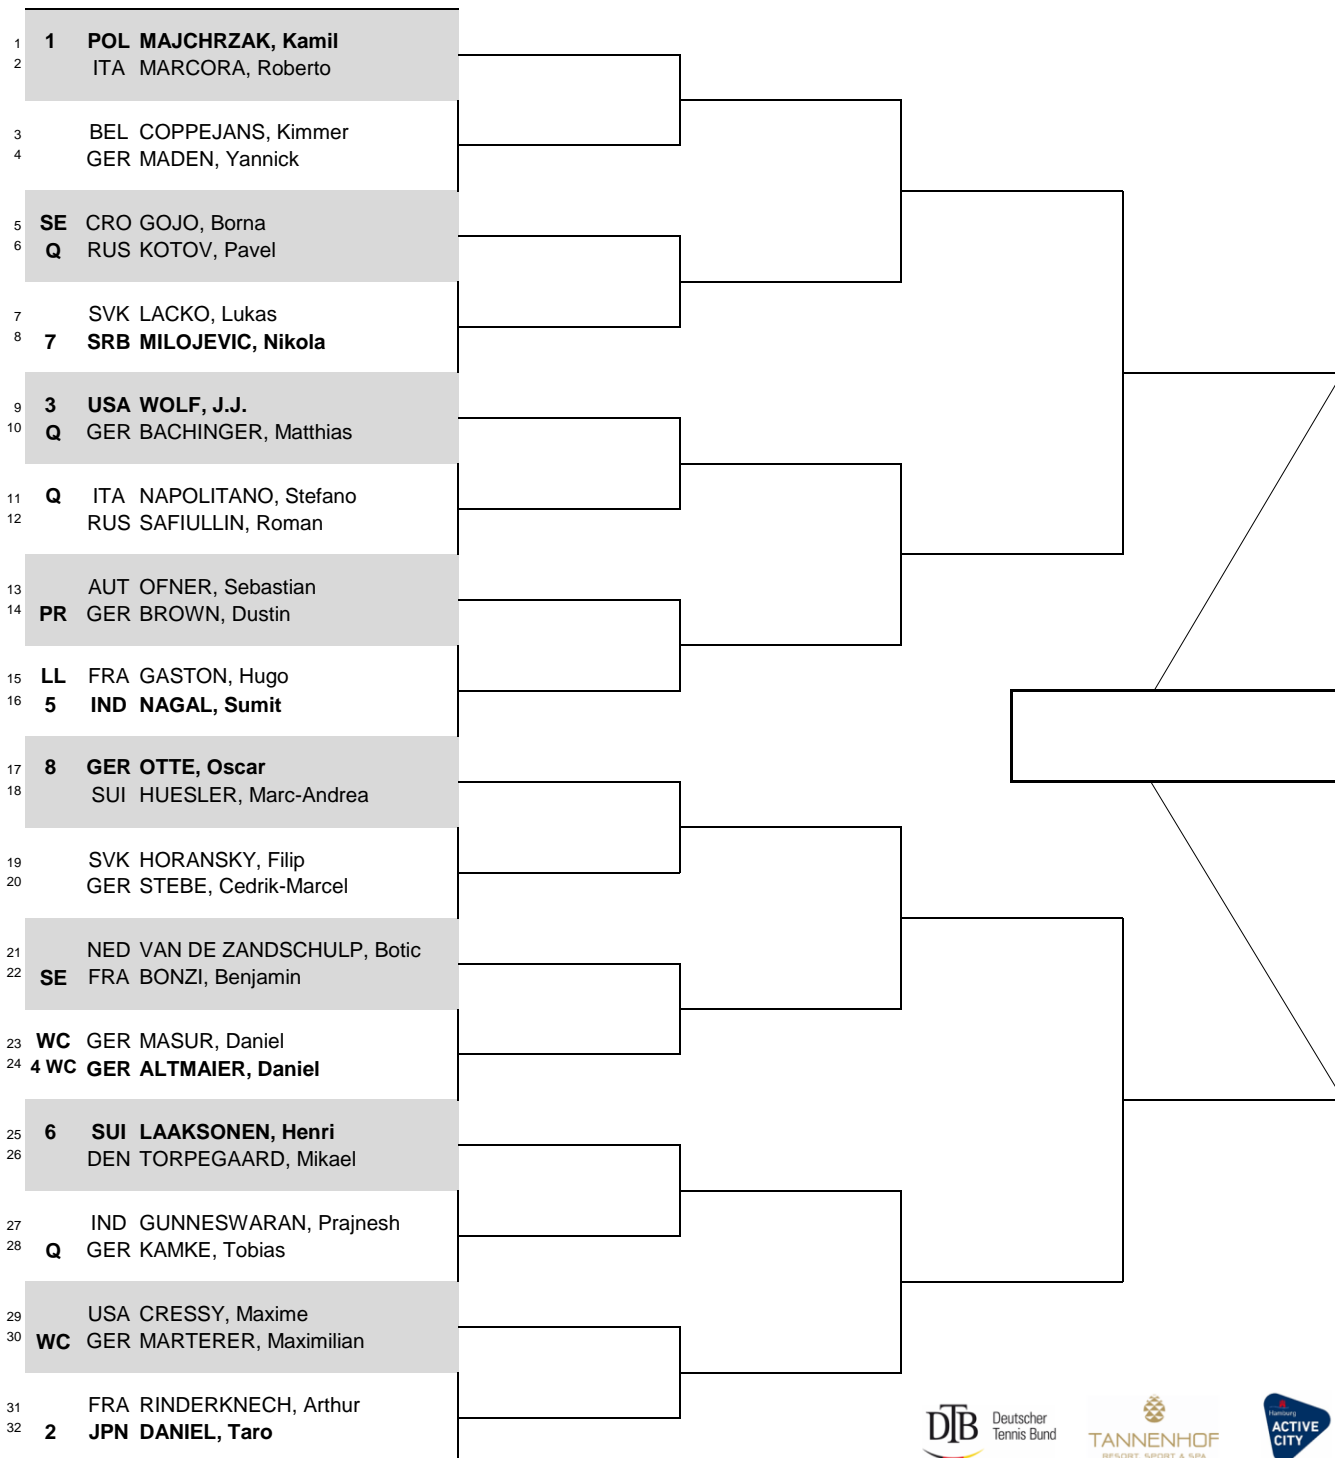 1 1 POL MAJCHRZAK, Kamil
2 ITA MARCORA, Roberto
3 BEL COPPEJANS, Kimmer
4 GER MADEN, Yannick
5 SE CRO GOJO, Borna
6 Q RUS KOTOV, Pavel
7 SVK LACKO, Lukas
8 7 SRB MILOJEVIC, Nikola
9 3 USA WOLF, J.J.
10 Q GER BACHINGER, Matthias
11 Q ITA NAPOLITANO, Stefano
12 RUS SAFIULLIN, Roman
13 AUT OFNER, Sebastian
14 PR GER BROWN, Dustin
15 LL FRA GASTON, Hugo
16 5 IND NAGAL, Sumit
17 8 GER OTTE, Oscar
18 SUI HUESLER, Marc-Andrea
19 SVK HORANSKY, Filip
20 GER STEBE, Cedrik-Marcel
21 NED VAN DE ZANDSCHULP, Botic
22 SE FRA BONZI, Benjamin
23 WC GER MASUR, Daniel
24 4 WC GER ALTMAIER, Daniel
25 6 SUI LAAKSONEN, Henri
26 DEN TORPEGAARD, Mikael
27 IND GUNNESWARAN, Prajnesh
28 Q GER KAMKE, Tobias
29 USA CRESSY, Maxime
30 WC GER MARTERER, Maximilian
31 FRA RINDERKNECH, Arthur
32 2 JPN DANIEL, Taro
DTB Deutscher
Tennis Bund
TANNENHOF
RESORT, SPORT & SPA
Hamburg
ACTIVE
CITY